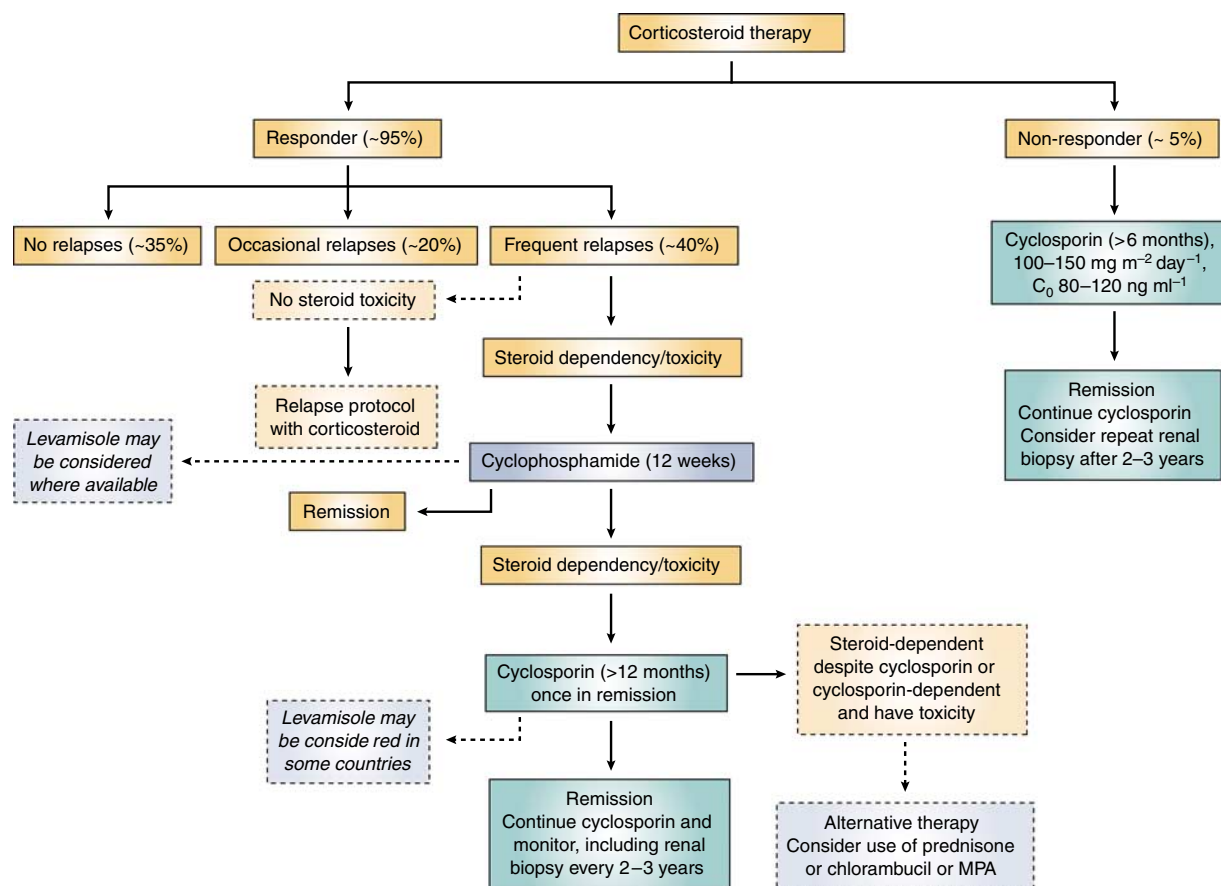 Corticosteroid therapy
Responder (~95%)
Non-responder (~ 5%)
No relapses (~35%)
Occasional relapses (~20%)
Frequent relapses (~40%)
Cyclosporin (>6 months),
100–150 mg m⁻² day⁻¹,
C₀ 80–120 ng ml⁻¹
No steroid toxicity
Steroid dependency/toxicity
Relapse protocol
with corticosteroid
Remission
Continue cyclosporin
Consider repeat renal
biopsy after 2–3 years
Levamisole may
be considered
where available
Cyclophosphamide (12 weeks)
Remission
Steroid dependency/toxicity
Cyclosporin (>12 months)
once in remission
Steroid-dependent
despite cyclosporin or
cyclosporin-dependent
and have toxicity
Levamisole may
be conside red in
some countries
Remission
Continue cyclosporin and
monitor, including renal
biopsy every 2–3 years
Alternative therapy
Consider use of prednisone
or chlorambucil or MPA